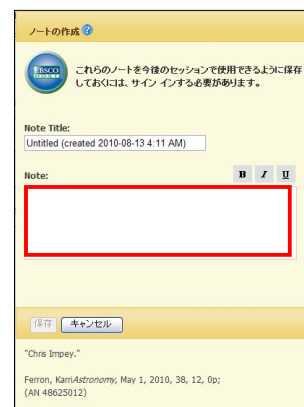 ノートの作成 ?
EBSCO
HOST
これらのノートを今後のセッションで使用できるように保存
しておくには、サイン インする必要があります。
Note Title:
Untitled (created 2010-08-13 4:11 AM)
Note:
B I U
保存 キャンセル
"Chris Impey."
Ferron, KarriAstronomy, May 1, 2010, 38, 12, 0p;
(AN 48625012)